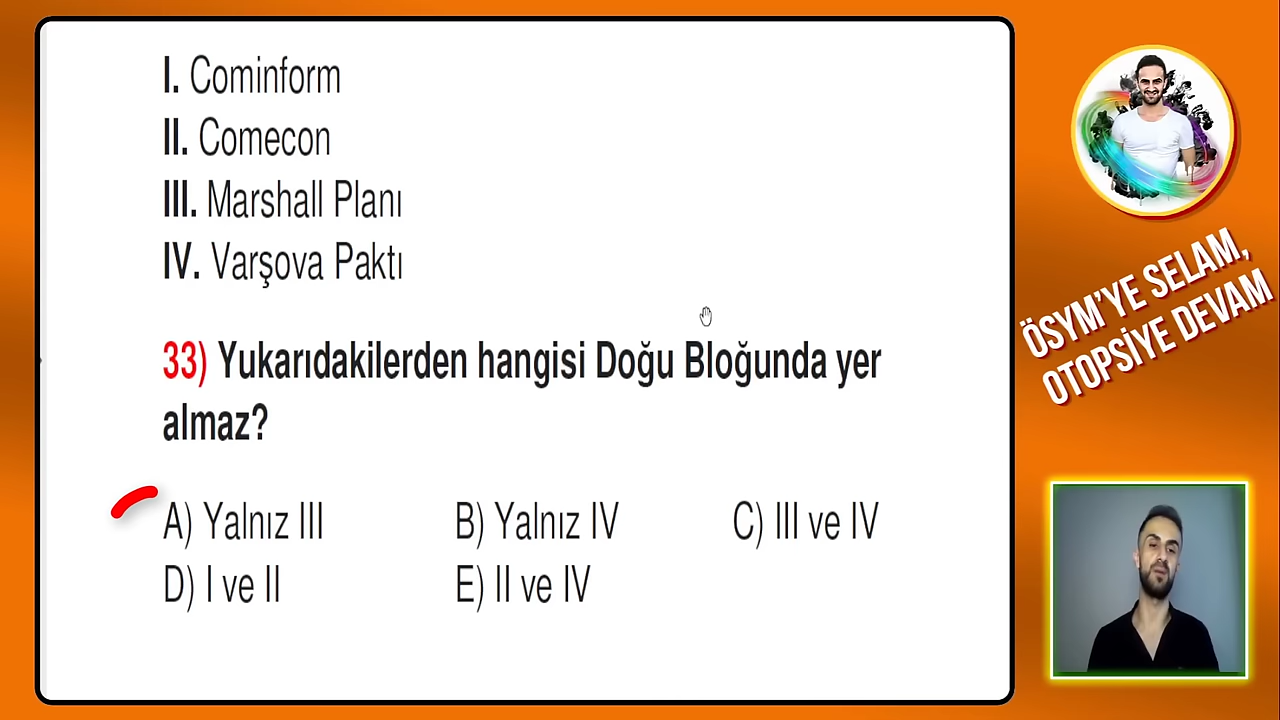 I. Cominform
II. Comecon
III. Marshall Planı
IV. Varşova Paktı
33) Yukarıdakilerden hangisi Doğu Bloğunda yer
almaz?
A) Yalnız III B) Yalnız IV C) III ve IV
D) I ve II E) II ve IV
ÖSYM'YE SELAM,
OTOPSİYE DEVAM